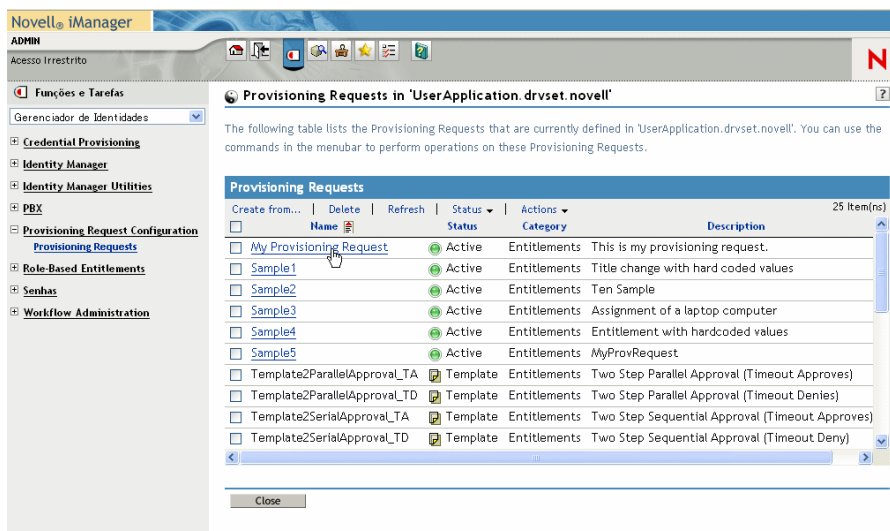 Novell® iManager
ADMIN
Acesso Irrestrito
N
Funções e Tarefas
Gerenciador de Identidades
Credential Provisioning
Identity Manager
Identity Manager Utilities
PBX
Provisioning Request Configuration
Provisioning Requests
Role-Based Entitlements
Senhas
Workflow Administration
Provisioning Requests in 'UserApplication.drvset.novell'
?
The following table lists the Provisioning Requests that are currently defined in 'UserApplication.drvset.novell'. You can use the
commands in the menubar to perform operations on these Provisioning Requests.
Provisioning Requests
Create from... | Delete | Refresh | Status | Actions 25 Item(ns)
Name Status Category Description
My Provisioning Request Active Entitlements This is my provisioning request.
Sample1 Active Entitlements Title change with hard coded values
Sample2 Active Entitlements Ten Sample
Sample3 Active Entitlements Assignment of a laptop computer
Sample4 Active Entitlements Entitlement with hardcoded values
Sample5 Active Entitlements MyProvRequest
Template2ParallelApproval_TA Template Entitlements Two Step Parallel Approval (Timeout Approves)
Template2ParallelApproval_TD Template Entitlements Two Step Parallel Approval (Timeout Denies)
Template2SerialApproval_TA Template Entitlements Two Step Sequential Approval (Timeout Approves)
Template2SerialApproval_TD Template Entitlements Two Step Sequential Approval (Timeout Deny)
Close